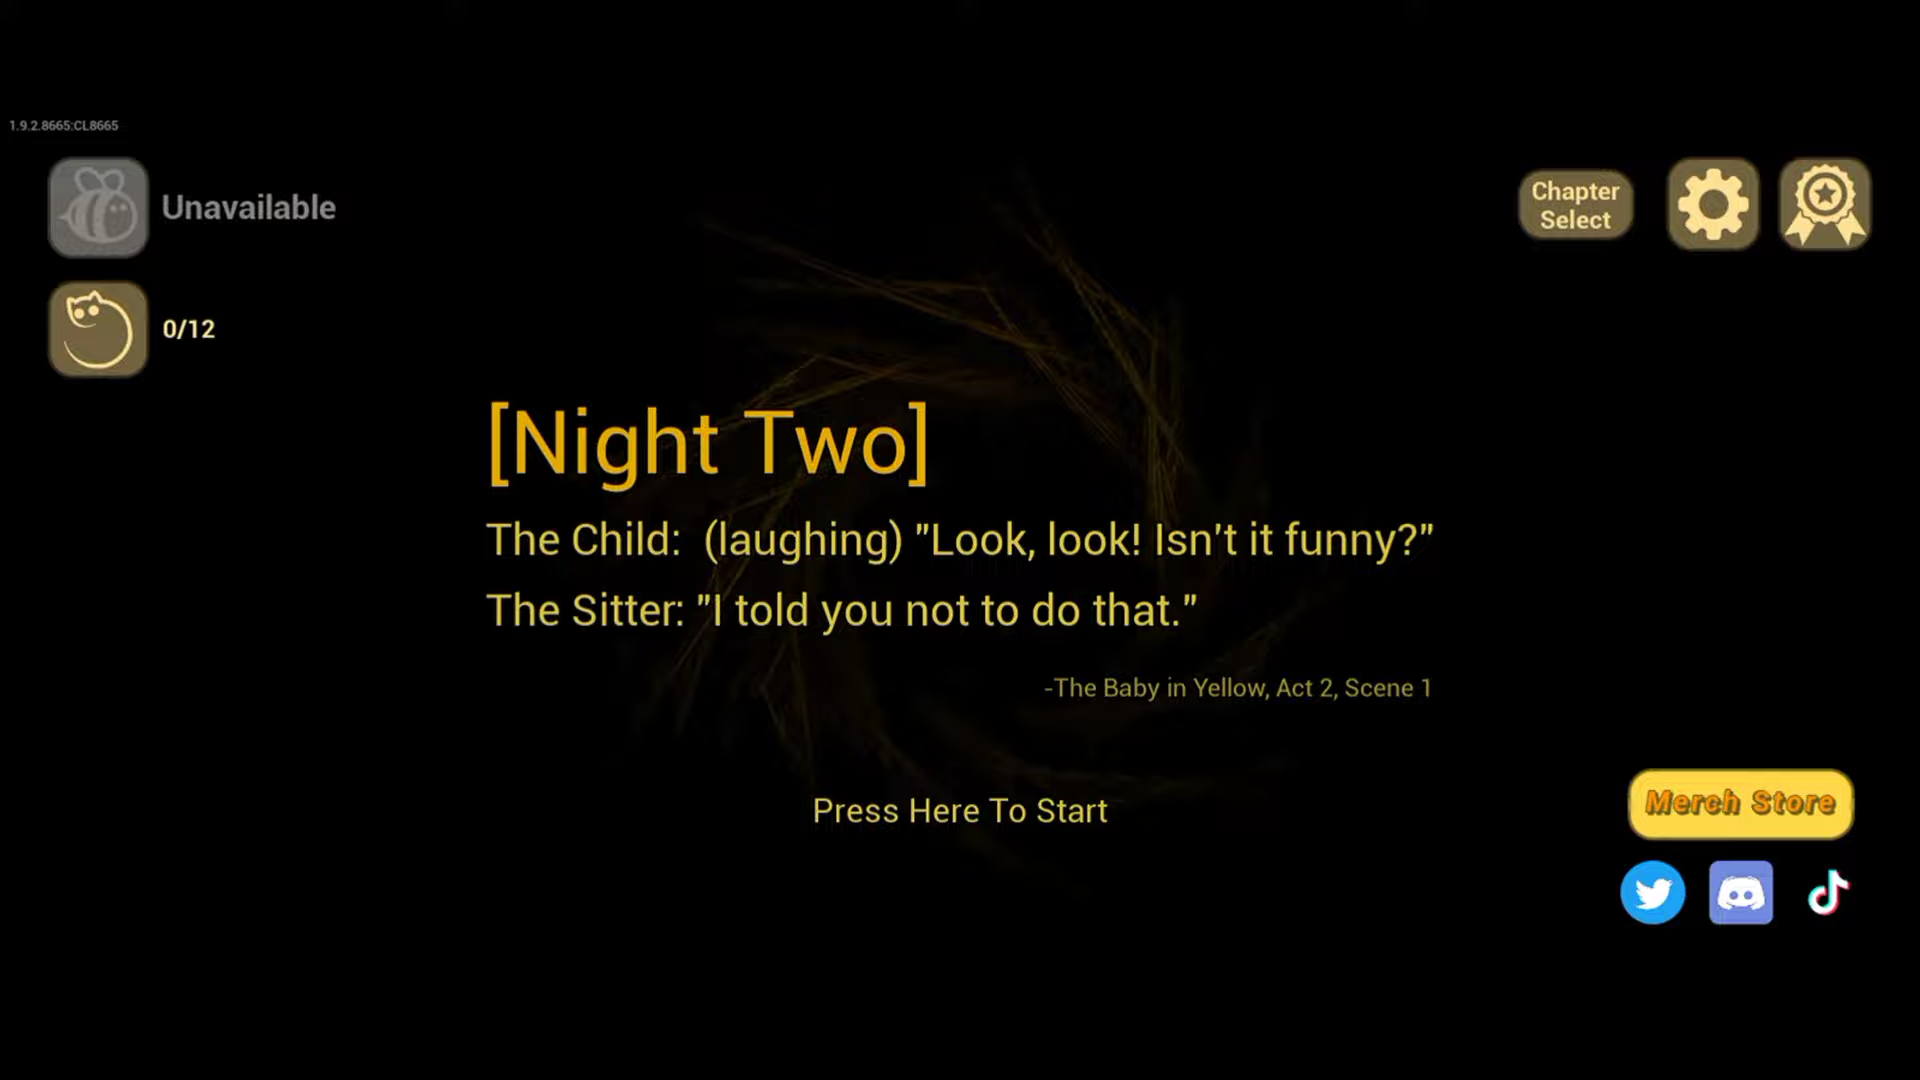 1.9.2.8665:CL8665
Unavailable
Chapter
Select
0/12
[Night Two]
The Child:  (laughing) "Look, look! Isn't it funny?"
The Sitter: "I told you not to do that."
-The Baby in Yellow, Act 2, Scene 1
Press Here To Start
Merch Store